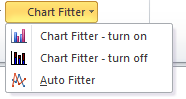 Chart Fitter
Chart Fitter - turn on
Chart Fitter - turn off
Auto Fitter